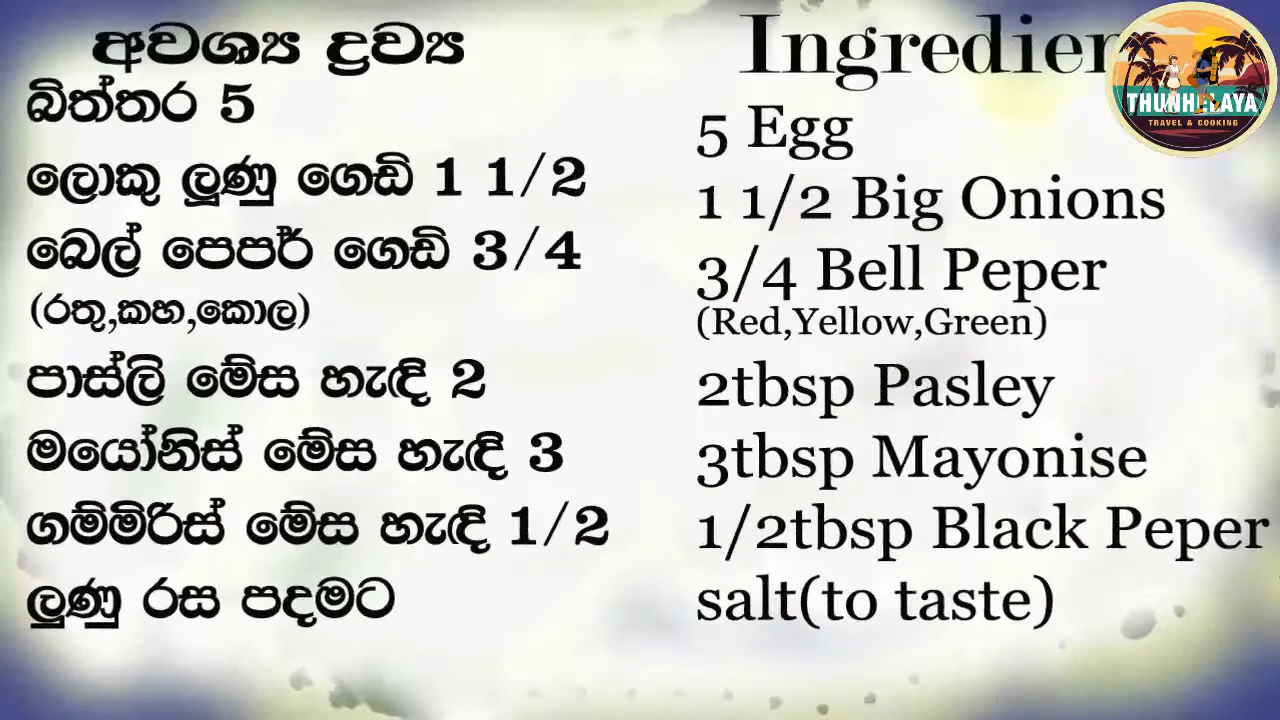 අවශ්‍ය ද්‍රව්‍ය
බිත්තර 5
ලොකු ලූණු ගෙඩි 1 1/2
බෙල් පෙපර් ගෙඩි 3/4
(රතු,කහ,කොල)
පාස්ලි මේස හැඳි 2
මයෝනිස් මේස හැඳි 3
ගම්මිරිස් මේස හැඳි 1/2
ලුණු රස පදමට
Ingredien
5 Egg
1 1/2 Big Onions
3/4 Bell Peper
(Red,Yellow,Green)
2tbsp Pasley
3tbsp Mayonise
1/2tbsp Black Peper
salt(to taste)
THUNHELAYA
TRAVEL & COOKING